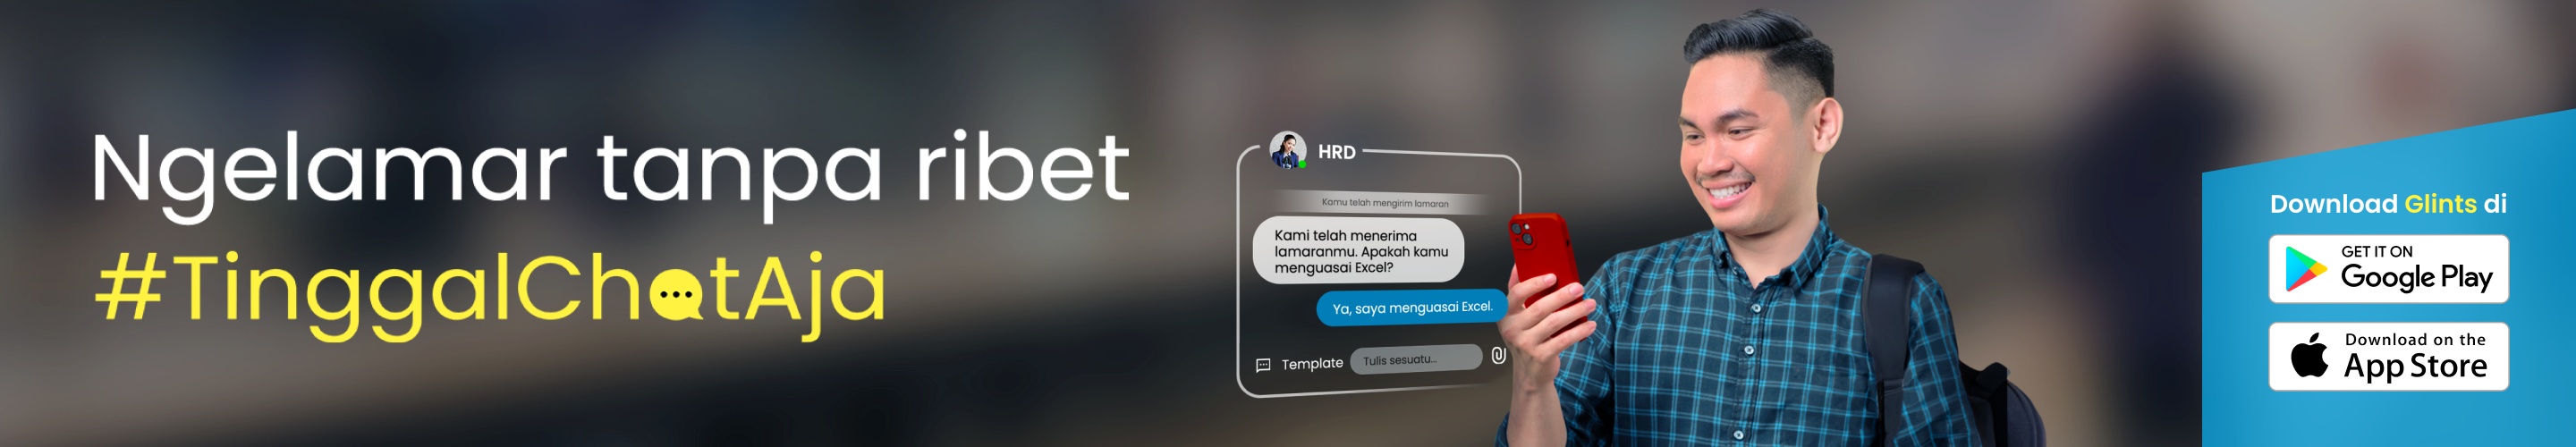 Ngelamar tanpa ribet
#TinggalChatAja
HRD
Kamu telah mengirim lamaran
Kami telah menerima
lamaranmu. Apakah kamu
menguasai Excel?
Ya, saya menguasai Excel.
Template
Tulis sesuatu...
Download Glints di
GET IT ON
Google Play
Download on the
App Store